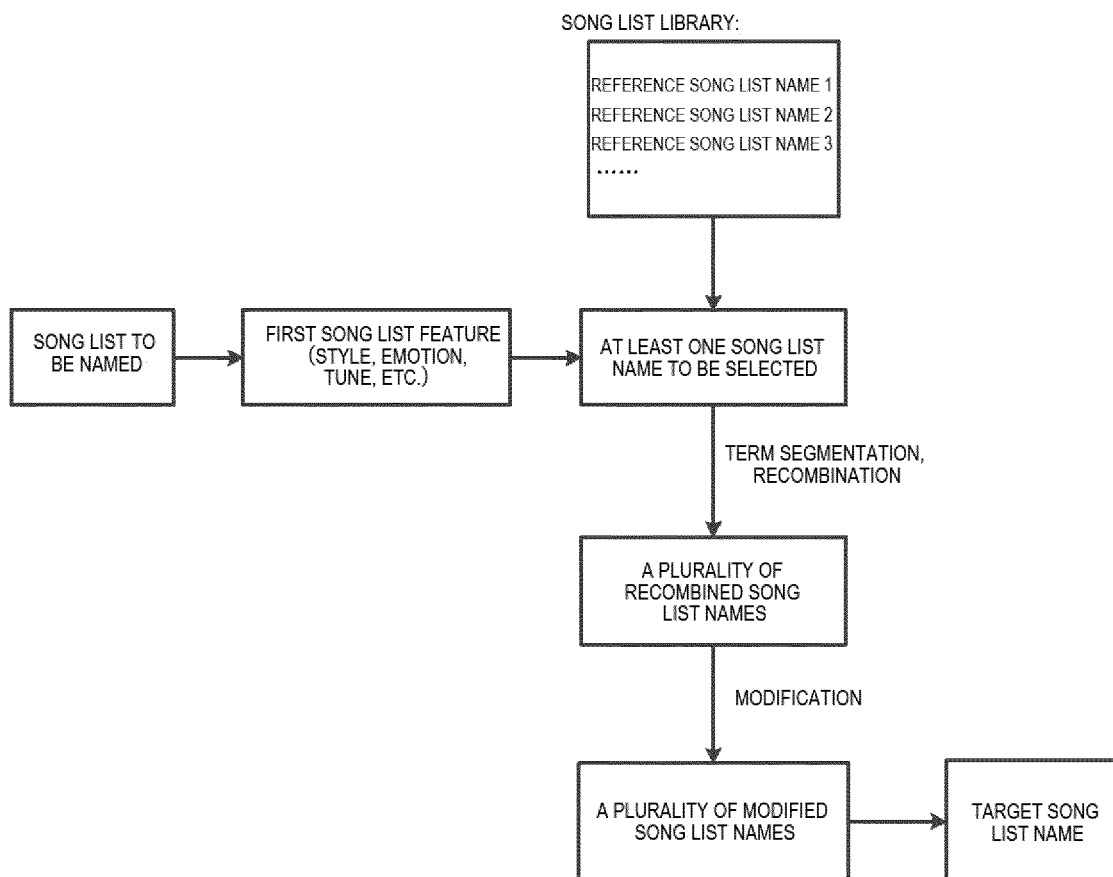 SONG LIST LIBRARY:
REFERENCE SONG LIST NAME 1
REFERENCE SONG LIST NAME 2
REFERENCE SONG LIST NAME 3
......
SONG LIST TO
BE NAMED
FIRST SONG LIST FEATURE
(STYLE, EMOTION,
TUNE, ETC.)
AT LEAST ONE SONG LIST
NAME TO BE SELECTED
TERM SEGMENTATION,
RECOMBINATION
A PLURALITY OF
RECOMBINED SONG
LIST NAMES
MODIFICATION
A PLURALITY OF MODIFIED
SONG LIST NAMES
TARGET SONG
LIST NAME